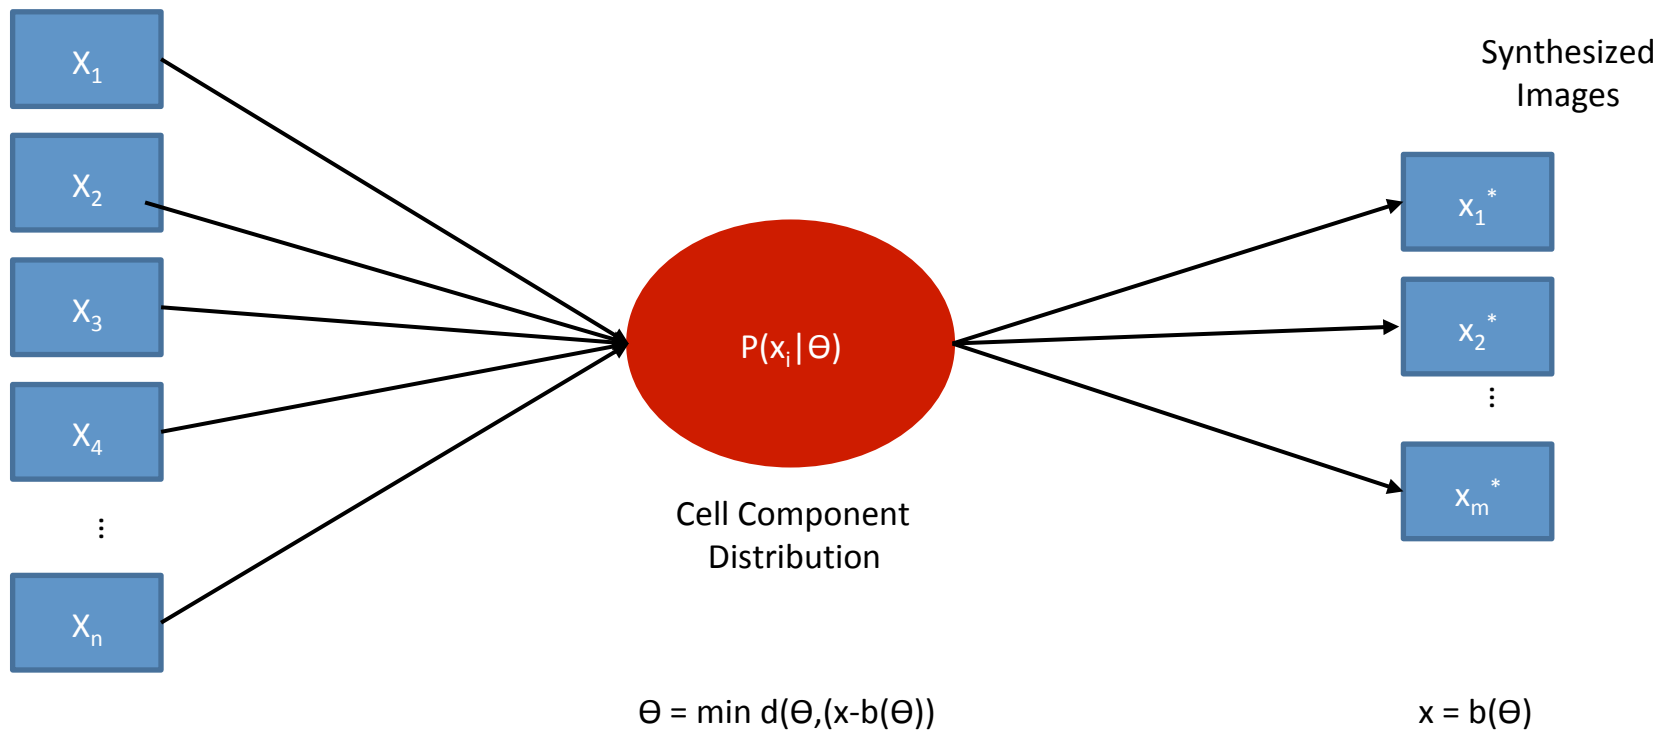 X₁
X₂
X₃
X₄
...
Xₙ
P(xᵢ|Ө)
Cell Component
Distribution
Ө = min d(Ө,(x-b(Ө))
Synthesized
Images
x₁*
x₂*
...
xₘ*
x = b(Ө)